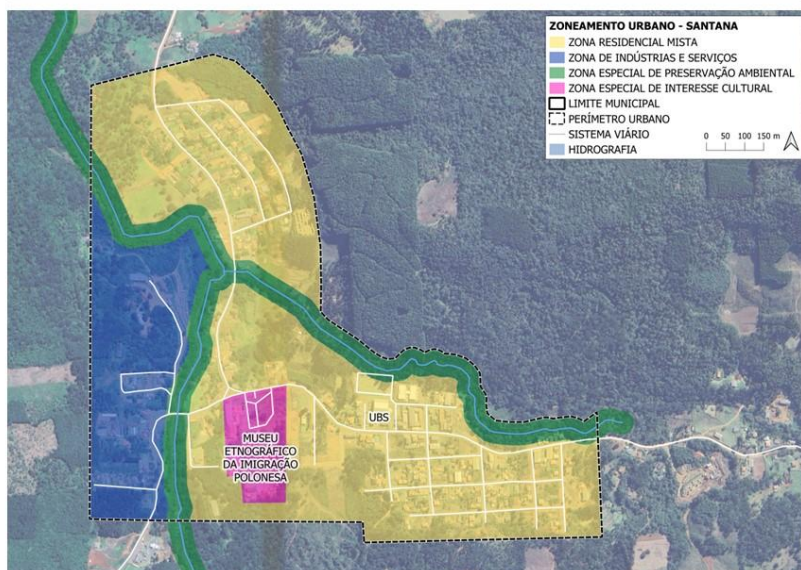 ZONEAMENTO URBANO - SANTANA
ZONA RESIDENCIAL MISTA
ZONA DE INDÚSTRIAS E SERVIÇOS
ZONA ESPECIAL DE PRESERVAÇÃO AMBIENTAL
ZONA ESPECIAL DE INTERESSE CULTURAL
LIMITE MUNICIPAL
PERÍMETRO URBANO
SISTEMA VIÁRIO
HIDROGRAFIA
0 50 100 150 m
UBS
MUSEU
ETNOGRÁFICO
DA IMIGRAÇÃO
POLONESA